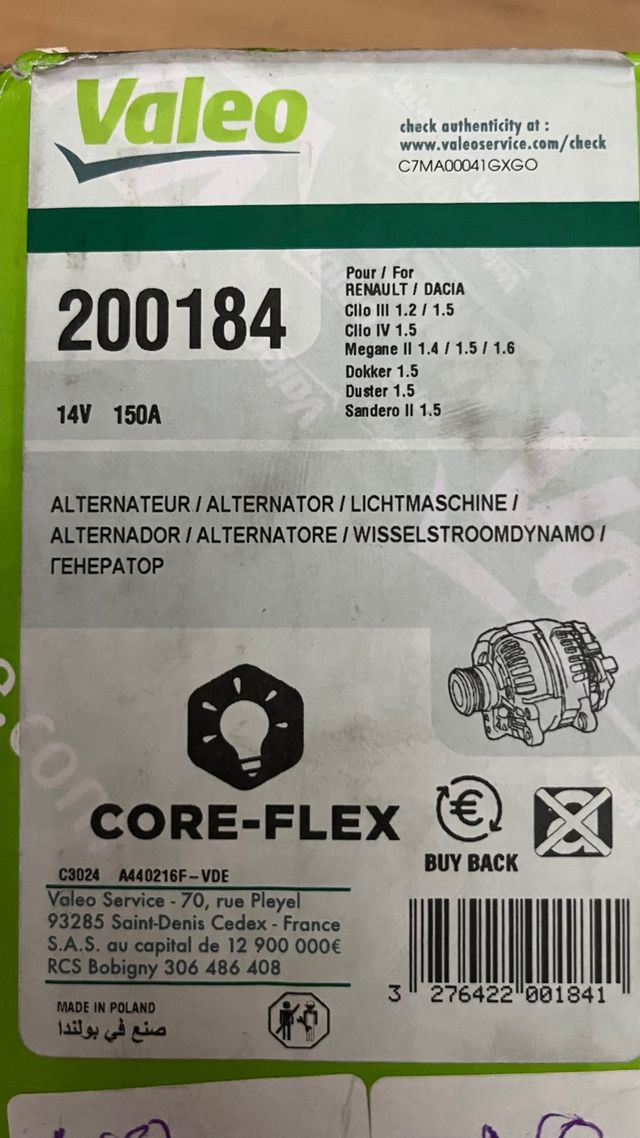 Valeo
check authenticity at :
www.valeoservice.com/check
C7MA00041GXGO
200184
14V 150A
Pour / For
RENAULT / DACIA
Clio III 1.2 / 1.5
Clio IV 1.5
Megane II 1.4 / 1.5 / 1.6
Dokker 1.5
Duster 1.5
Sandero II 1.5
ALTERNATEUR / ALTERNATOR / LICHTMASCHINE /
ALTERNADOR / ALTERNATORE / WISSELSTROOMDYNAMO /
ГЕНЕРАТОР
CORE-FLEX
BUY BACK
C3024 A440216F-VDE
Valeo Service - 70, rue Pleyel
93285 Saint-Denis Cedex - France
S.A.S. au capital de 12 900 000€
RCS Bobigny 306 486 408
MADE IN POLAND
صنع في بولندا
3 276422 001841